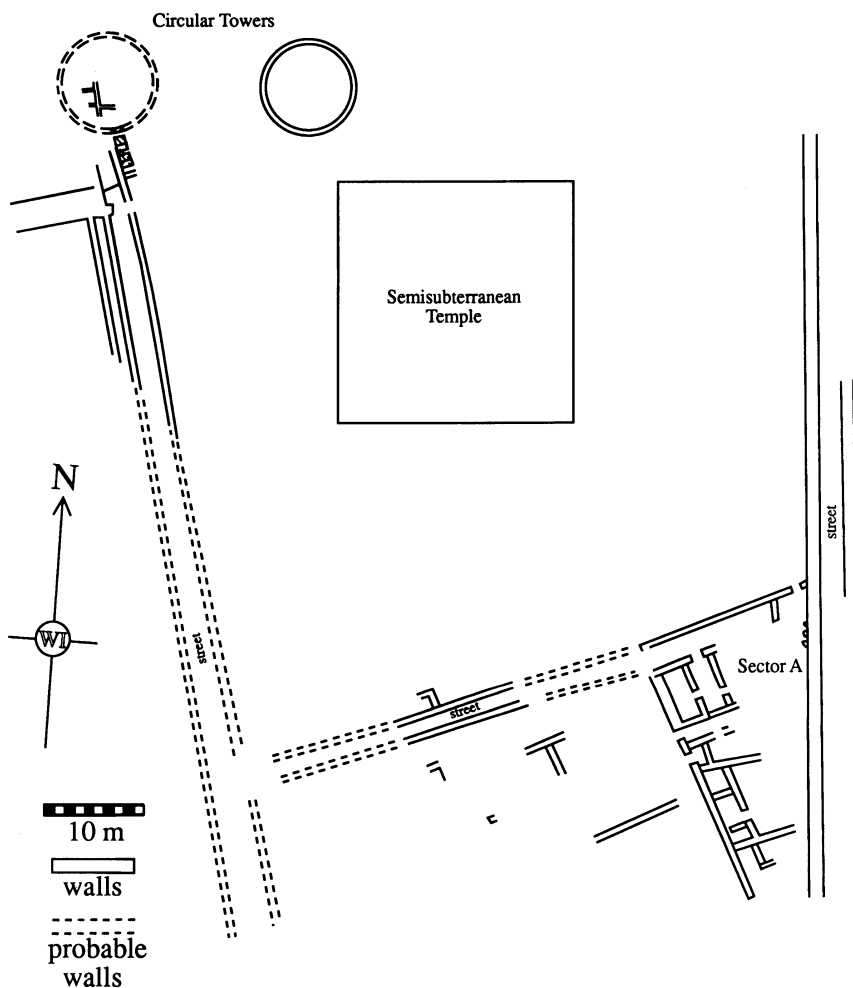 Circular Towers
Semisubterranean
Temple
N
WI
street
street
street
Sector A
10 m
walls
probable
walls